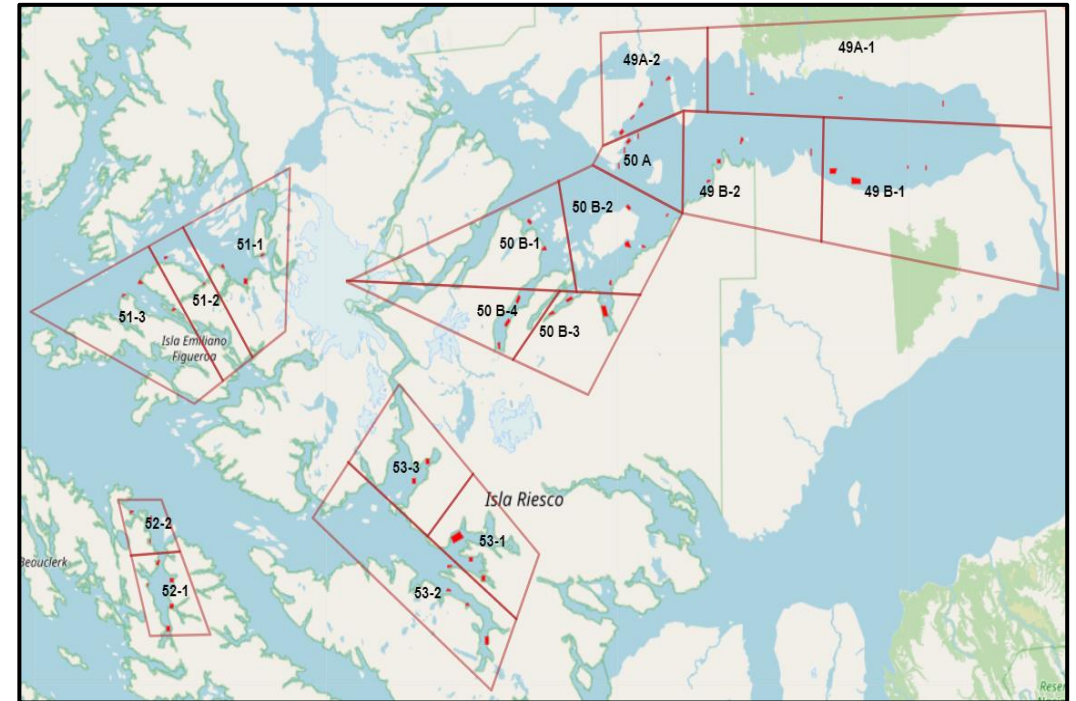 49A-1
49A-2
50 A
49 B-2
49 B-1
50 B-2
50 B-1
51-1
51-2
51-3
50 B-4
50 B-3
Isla Emiliano
Figueroa
53-3
Isla Riesco
53-1
52-2
Beauclerk
52-1
53-2
Reser